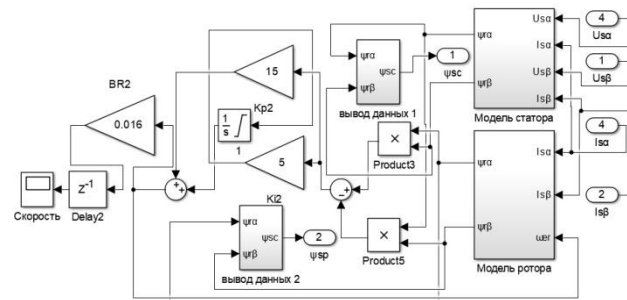 BR2
0.016
Скорость
z⁻¹
Delay2
15
1
s
Kp2
1
5
Ki2
ψrα
ψrβ
ψsc
вывод данных 1
1
ψsc
Product3
Product5
ψrα
ψrβ
ψsc
вывод данных 2
2
ψsp
ψrα
ψrβ
Usα
Isα
Usβ
Isβ
Модель статора
ψrα
ψrβ
Isα
Isβ
ωer
Модель ротора
4
Usα
1
Usβ
4
Isα
2
Isβ